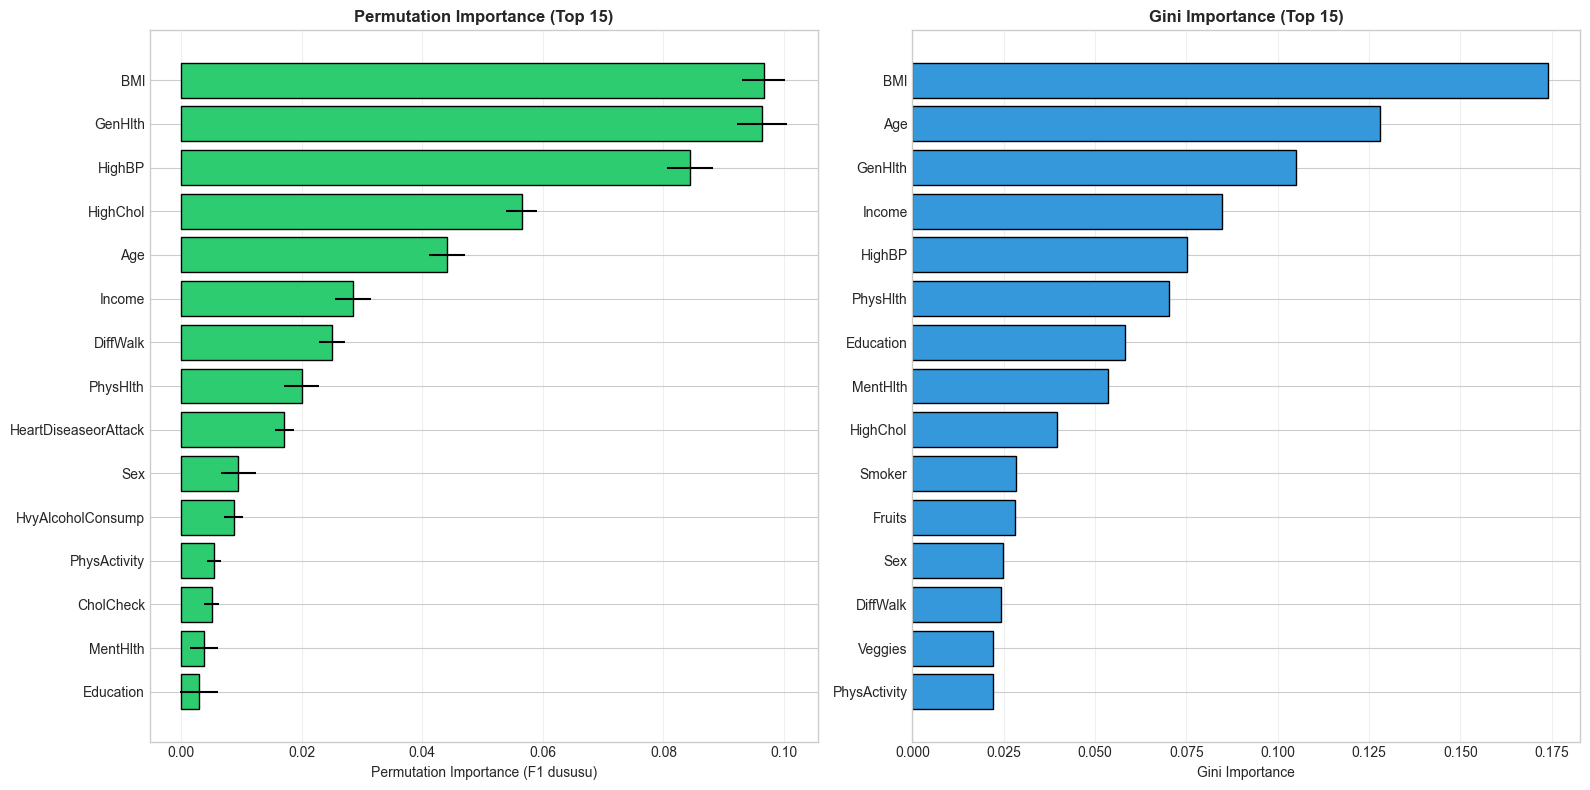 Permutation Importance (Top 15)
BMI
GenHlth
HighBP
HighChol
Age
Income
DiffWalk
PhysHlth
HeartDiseaseorAttack
Sex
HvyAlcoholConsump
PhysActivity
CholCheck
MentHlth
Education
0.00 0.02 0.04 0.06 0.08 0.10
Permutation Importance (F1 dususu)
Gini Importance (Top 15)
BMI
Age
GenHlth
Income
HighBP
PhysHlth
Education
MentHlth
HighChol
Smoker
Fruits
Sex
DiffWalk
Veggies
PhysActivity
0.000 0.025 0.050 0.075 0.100 0.125 0.150 0.175
Gini Importance